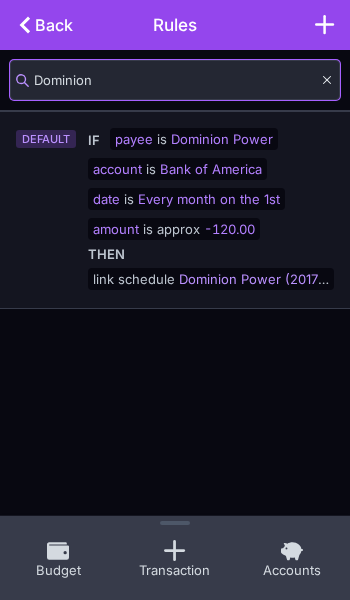 Back Rules
Dominion
DEFAULT IF payee is Dominion Power
account is Bank of America
date is Every month on the 1st
amount is approx -120.00
THEN
link schedule Dominion Power (2017...
Budget Transaction Accounts